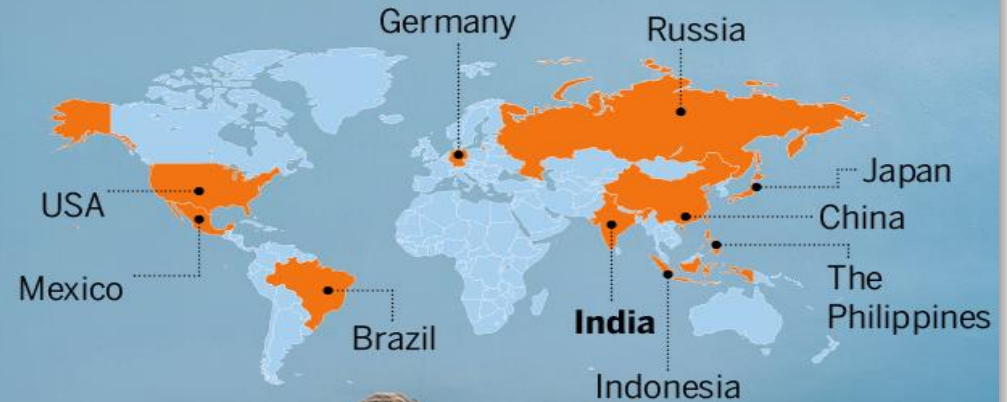 Germany
Russia
Japan
USA
China
Mexico
The
Philippines
India
Brazil
Indonesia